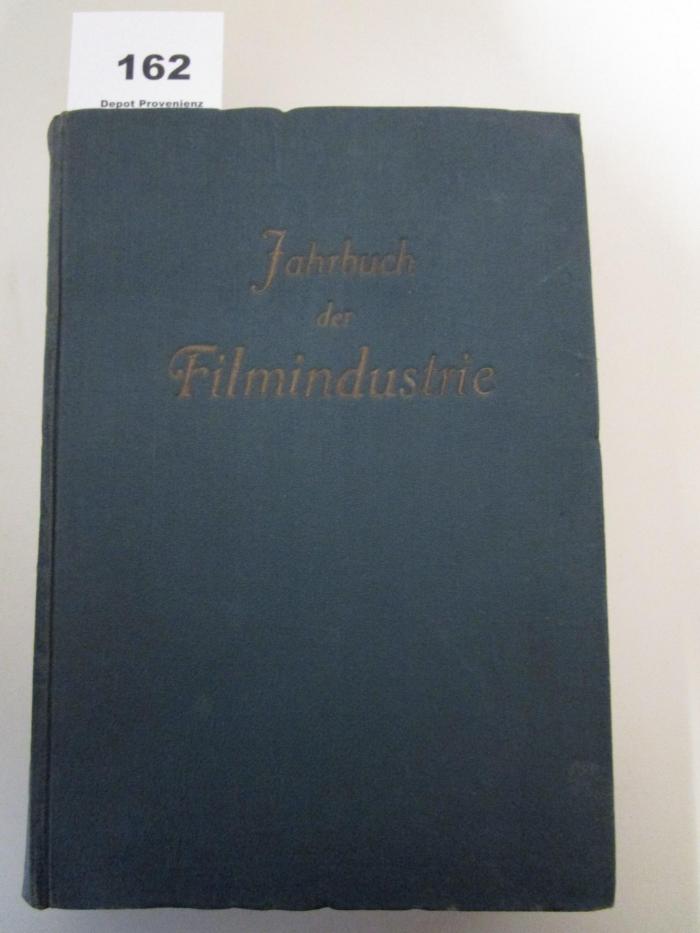 162
Depot Provenienz
Jahrbuch
der
Filmindustrie